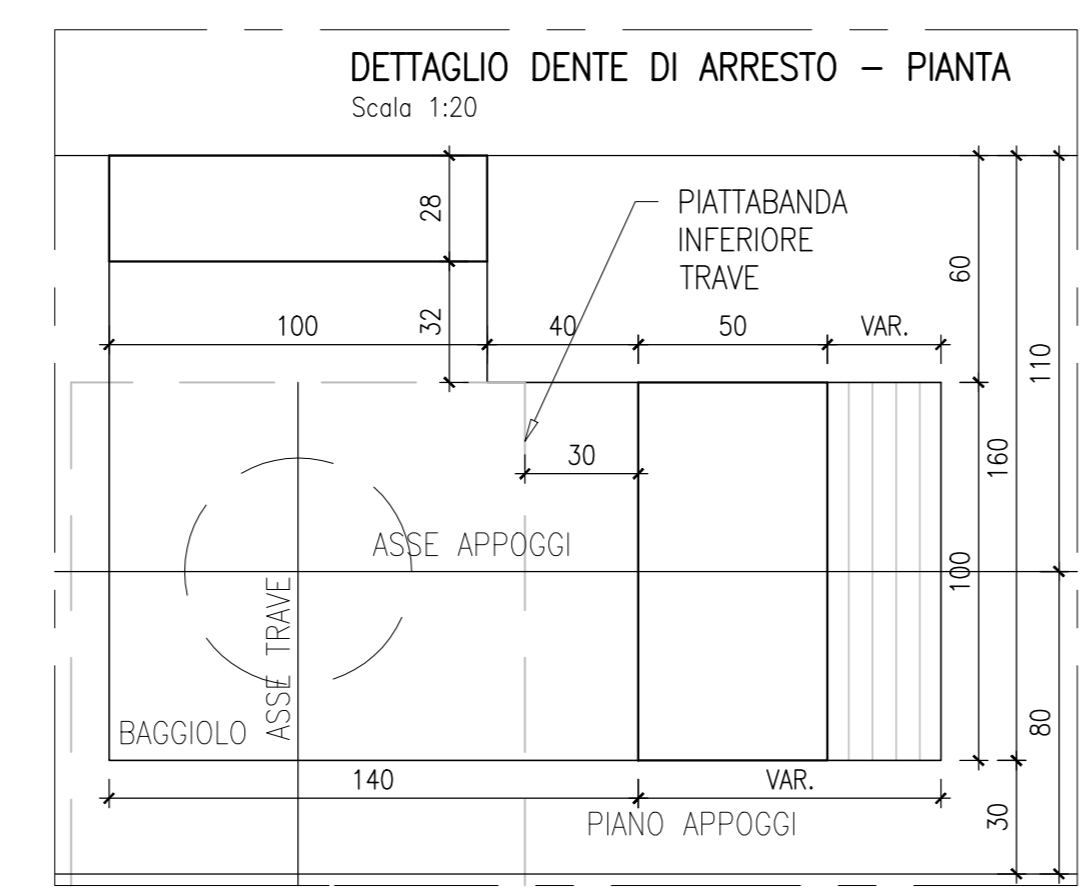 DETTAGLIO DENTE DI ARRESTO – PIANTA
Scala 1:20
28
PIATTABANDA
INFERIORE
TRAVE
60
32
100
40
50
VAR.
110
30
160
ASSE APPOGGI
100
ASSE TRAVE
BAGGIOLO
80
140
VAR.
30
PIANO APPOGGI